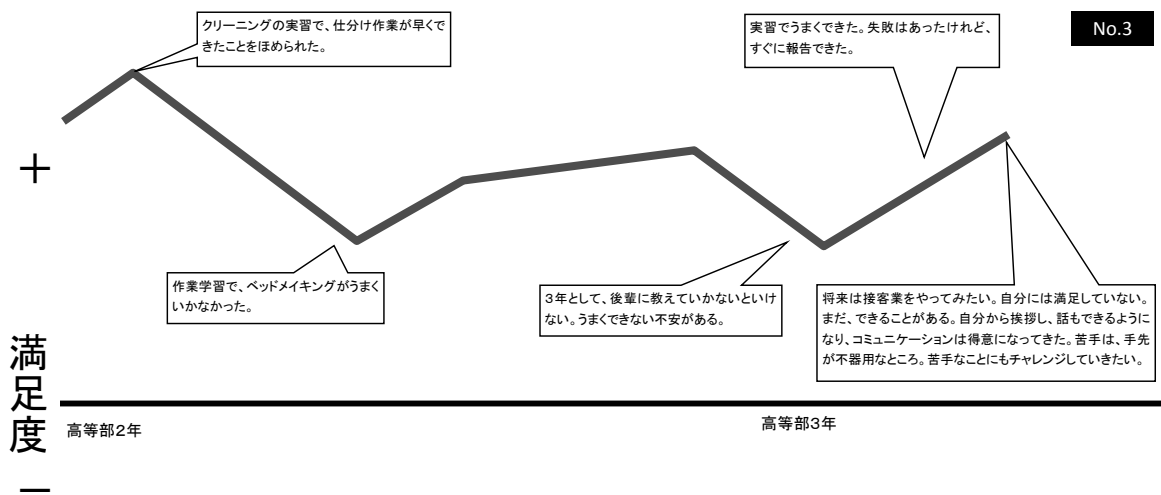 クリーニングの実習で、仕分け作業が早くで
きたことをほめられた。
実習でうまくできた。失敗はあったけれど、
すぐに報告できた。
No.3
＋
作業学習で、ベッドメイキングがうまく
いかなかった。
3年として、後輩に教えていかないといけ
ない。うまくできない不安がある。
将来は接客業をやってみたい。自分には満足していない。
まだ、できることがある。自分から挨拶し、話もできるように
なり、コミュニケーションは得意になってきた。苦手は、手先
が不器用なところ。苦手なことにもチャレンジしていきたい。
満足度
高等部2年
高等部3年
－